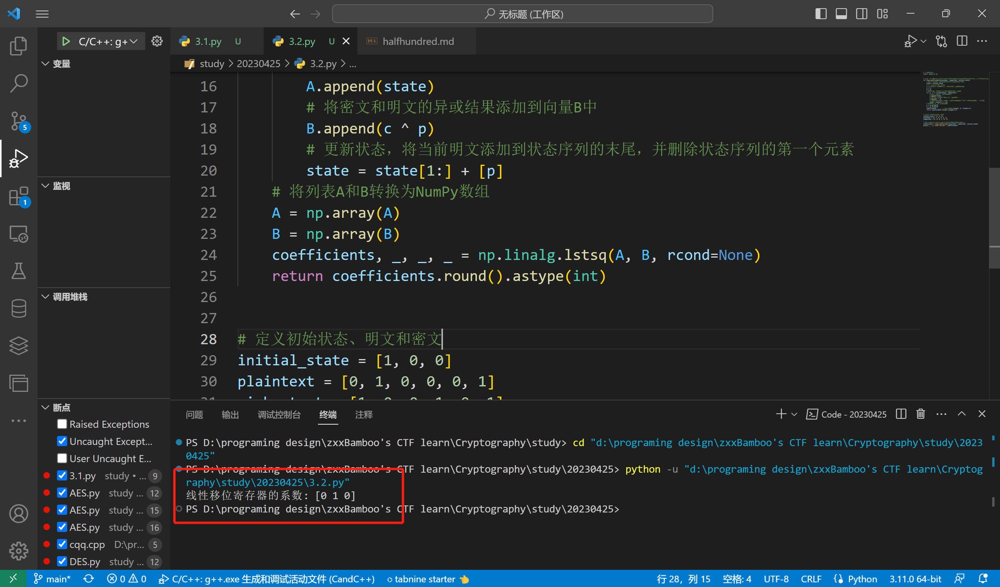 无标题 (工作区)
C/C++: g+
3.1.py U
3.2.py U
halfhundred.md
study > 20230425 > 3.2.py > ...
变量
监视
调用堆栈
断点
Raised Exceptions
Uncaught Except...
User Uncaught E...
3.1.py study • ... 9
AES.py study ... 12
AES.py study ... 15
AES.py study ... 16
cqq.cpp D:\pr... 5
DES.py study ... 12
5
1
16 A.append(state)
17 # 将密文和明文的异或结果添加到向量B中
18 B.append(c ^ p)
19 # 更新状态，将当前明文添加到状态序列的末尾，并删除状态序列的第一个元素
20 state = state[1:] + [p]
21 # 将列表A和B转换为NumPy数组
22 A = np.array(A)
23 B = np.array(B)
24 coefficients, _, _, _ = np.linalg.lstsq(A, B, rcond=None)
25 return coefficients.round().astype(int)
26
27
28 # 定义初始状态、明文和密文
29 initial_state = [1, 0, 0]
30 plaintext = [0, 1, 0, 0, 0, 1]
问题 输出 调试控制台 终端 注释
Code - 20230425
PS D:\programing design\zxxBamboo's CTF learn\Cryptography\study> cd "d:\programing design\zxxBamboo's CTF learn\Cryptography\study\2023
0425"
PS D:\programing design\zxxBamboo's CTF learn\Cryptography\study\20230425> python -u "d:\programing design\zxxBamboo's CTF learn\Cryptog
raphy\study\20230425\3.2.py"
线性移位寄存器的系数: [0 1 0]
PS D:\programing design\zxxBamboo's CTF learn\Cryptography\study\20230425>
main* 0 0 C/C++: g++.exe 生成和调试活动文件 (CandC++) tabnine starter 行 28，列 15 空格: 4 UTF-8 CRLF Python 3.11.0 64-bit